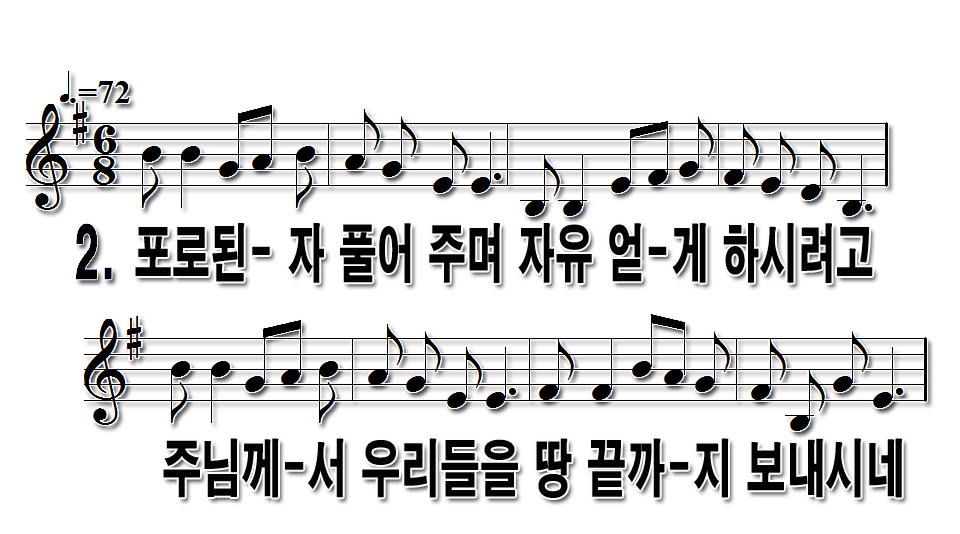 ♩.=72
6
8
2. 포로된- 자 풀어 주며 자유 얻-게 하시려고
주님께-서 우리들을 땅 끝까-지 보내시네